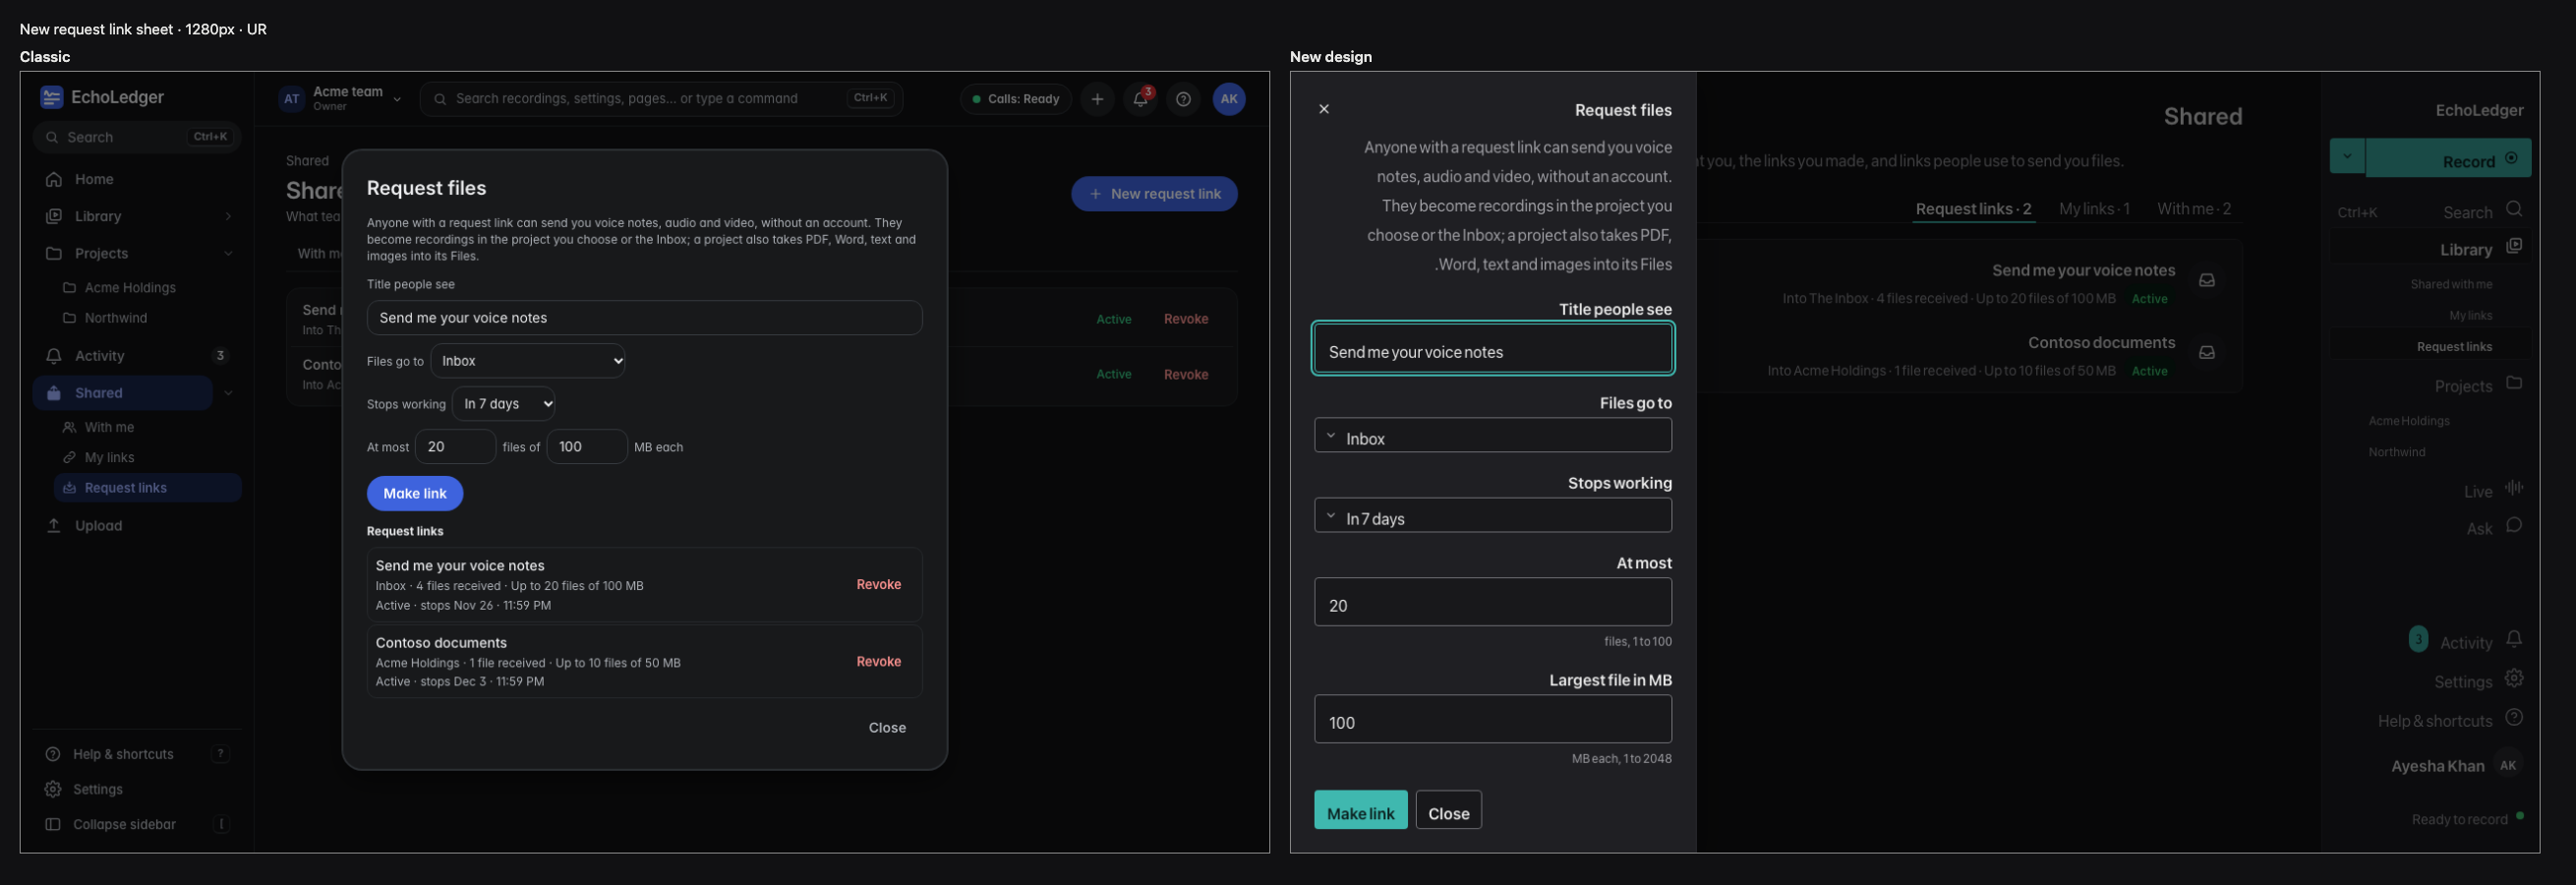 New request link sheet · 1280px · UR
Classic
EchoLedger
Search Ctrl+K
Home
Library
Projects
Acme Holdings
Northwind
Activity 3
Shared
With me
My links
Request links
Upload
Help & shortcuts ?
Settings
Collapse sidebar [
AT Acme team
Owner
Search recordings, settings, pages... or type a command Ctrl+K
Calls: Ready
3
AK
Shared
Share
What tea
New request link
With m
Send
Into Th
Active Revoke
Conto
Into Ac
Active Revoke
Request files
Anyone with a request link can send you voice notes, audio and video, without an account. They
become recordings in the project you choose or the Inbox; a project also takes PDF, Word, text and
images into its Files.
Title people see
Send me your voice notes
Files go to Inbox
Stops working In 7 days
At most 20 files of 100 MB each
Make link
Request links
Send me your voice notes
Inbox · 4 files received · Up to 20 files of 100 MB
Active · stops Nov 26 · 11:59 PM
Revoke
Contoso documents
Acme Holdings · 1 file received · Up to 10 files of 50 MB
Active · stops Dec 3 · 11:59 PM
Revoke
Close
New design
Request files
Anyone with a request link can send you voice
notes, audio and video, without an account.
They become recordings in the project you
choose or the Inbox; a project also takes PDF,
.Word, text and images into its Files
Title people see
Send me your voice notes
Files go to
Inbox
Stops working
In 7 days
At most
20
files, 1 to 100
Largest file in MB
100
MB each, 1 to 2048
Make link Close
Shared
t you, the links you made, and links people use to send you files.
Request links · 2 My links · 1 With me · 2
Send me your voice notes
Into The Inbox · 4 files received · Up to 20 files of 100 MB Active
Contoso documents
Into Acme Holdings · 1 file received · Up to 10 files of 50 MB Active
EchoLedger
Record
Ctrl+K Search
Library
Shared with me
My links
Request links
Projects
Acme Holdings
Northwind
Live
Ask
3 Activity
Settings
Help & shortcuts
Ayesha Khan AK
Ready to record